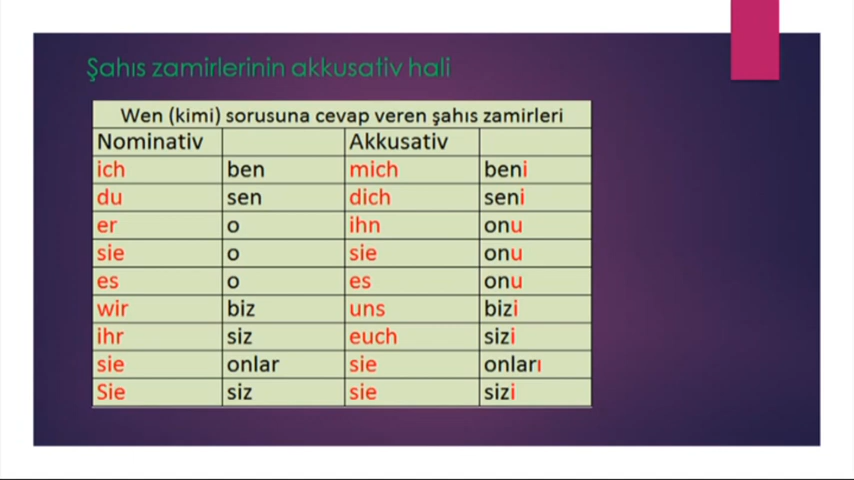 Şahıs zamirlerinin akkusativ hali
Wen (kimi) sorusuna cevap veren şahıs zamirleri
Nominativ Akkusativ
ich ben mich beni
du sen dich seni
er o ihn onu
sie o sie onu
es o es onu
wir biz uns bizi
ihr siz euch sizi
sie onlar sie onları
Sie siz sie sizi